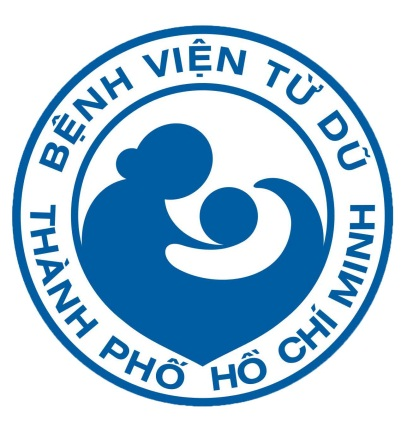 BỆNH VIỆN TỪ DŨ
THÀNH PHỐ HỒ CHÍ MINH